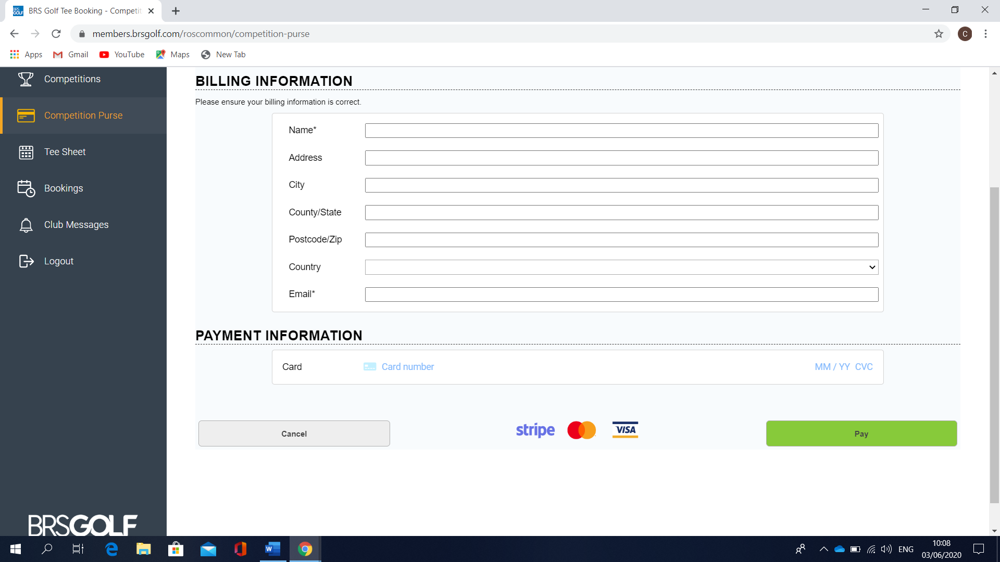 BRS Golf Tee Booking - Competit
members.brsgolf.com/roscommon/competition-purse
C
Apps
Gmail
YouTube
Maps
New Tab
Competitions
Competition Purse
Tee Sheet
Bookings
Club Messages
Logout
BRSGOLF
BILLING INFORMATION
Please ensure your billing information is correct.
Name*
Address
City
County/State
Postcode/Zip
Country
Email*
PAYMENT INFORMATION
Card Card number MM / YY CVC
Cancel
stripe
VISA
Pay
ENG
10:08
03/06/2020